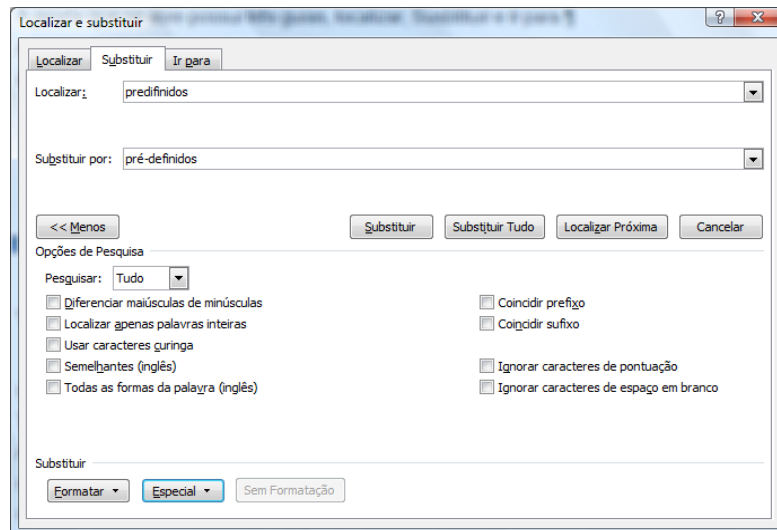 Localizar e substituir
Localizar Substituir Ir para
Localizar: predifinidos
Substituir por: pré-definidos
<< Menos Substituir Substituir Tudo Localizar Próxima Cancelar
Opções de Pesquisa
Pesquisar: Tudo
Diferenciar maiúsculas de minúsculas Coincidir prefixo
Localizar apenas palavras inteiras Coincidir sufixo
Usar caracteres curinga
Semelhantes (inglês) Ignorar caracteres de pontuação
Todas as formas da palavra (inglês) Ignorar caracteres de espaço em branco
Substituir
Formatar Especial Sem Formatação